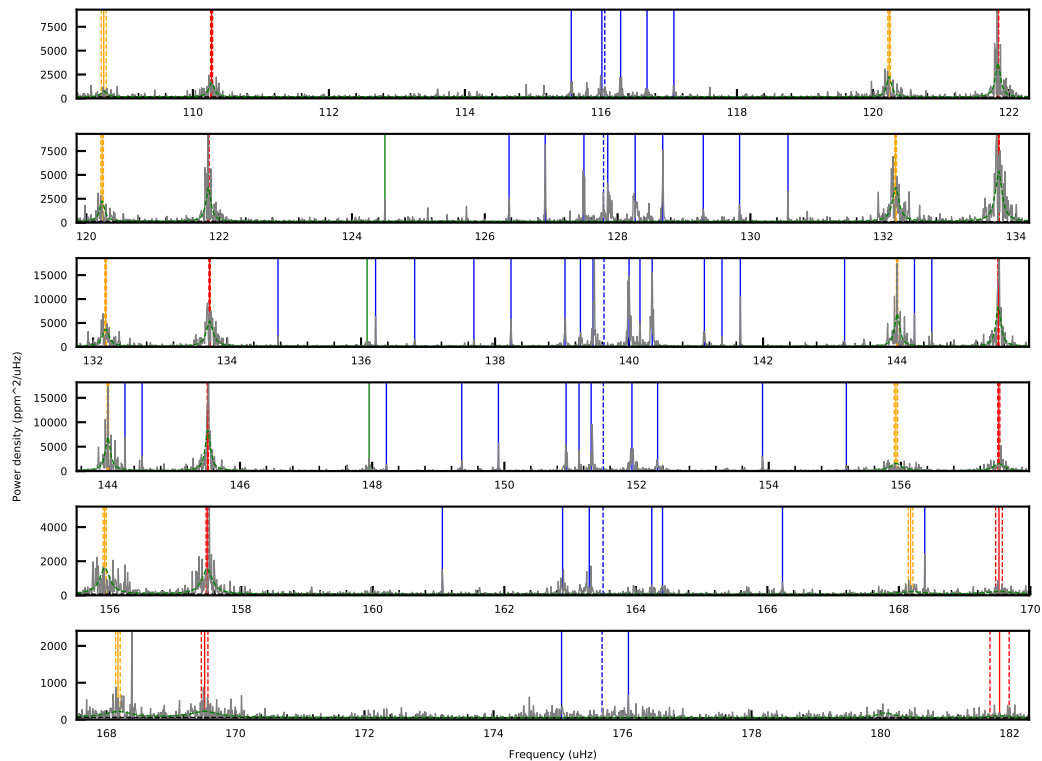 7500
5000
2500
0
110 112 114 116 118 120 122
7500
5000
2500
0
120 122 124 126 128 130 132 134
15000
10000
5000
0
132 134 136 138 140 142 144
15000
10000
5000
0
144 146 148 150 152 154 156
4000
2000
0
156 158 160 162 164 166 168 170
2000
1000
0
168 170 172 174 176 178 180 182
Power density (ppm^2/uHz)
Frequency (uHz)